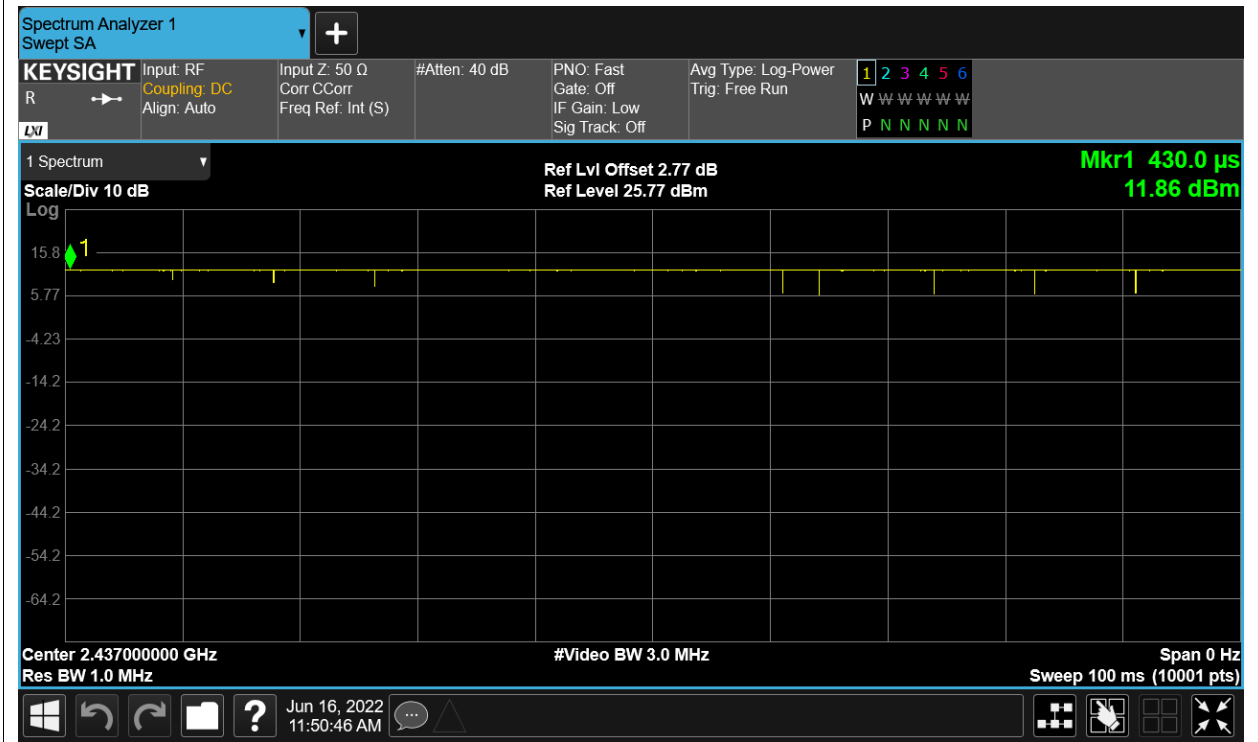 Spectrum Analyzer 1
Swept SA
KEYSIGHT
R
LXI
Input: RF
Coupling: DC
Align: Auto
Input Z: 50 Ω
Corr CCorr
Freq Ref: Int (S)
#Atten: 40 dB
PNO: Fast
Gate: Off
IF Gain: Low
Sig Track: Off
Avg Type: Log-Power
Trig: Free Run
1 2 3 4 5 6
W W W W W W
P N N N N N
1 Spectrum
Scale/Div 10 dB
Log
Ref Lvl Offset 2.77 dB
Ref Level 25.77 dBm
Mkr1 430.0 µs
11.86 dBm
1
15.8
5.77
-4.23
-14.2
-24.2
-34.2
-44.2
-54.2
-64.2
Center 2.437000000 GHz
Res BW 1.0 MHz
#Video BW 3.0 MHz
Span 0 Hz
Sweep 100 ms (10001 pts)
?
Jun 16, 2022
11:50:46 AM